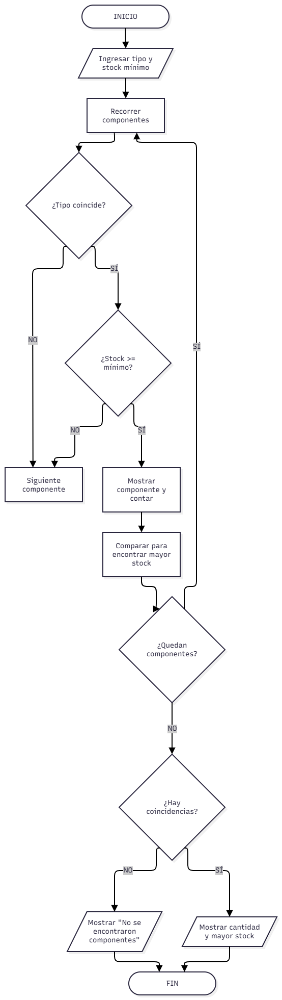 INICIO
Ingresar tipo y
stock mínimo
Recorrer
componentes
¿Tipo coincide?
SÍ
NO
SÍ
¿Stock >=
mínimo?
NO
SÍ
Siguiente
componente
Mostrar
componente y
contar
Comparar para
encontrar mayor
stock
¿Quedan
componentes?
NO
¿Hay
coincidencias?
NO
SÍ
Mostrar "No se
encontraron
componentes"
Mostrar cantidad
y mayor stock
FIN